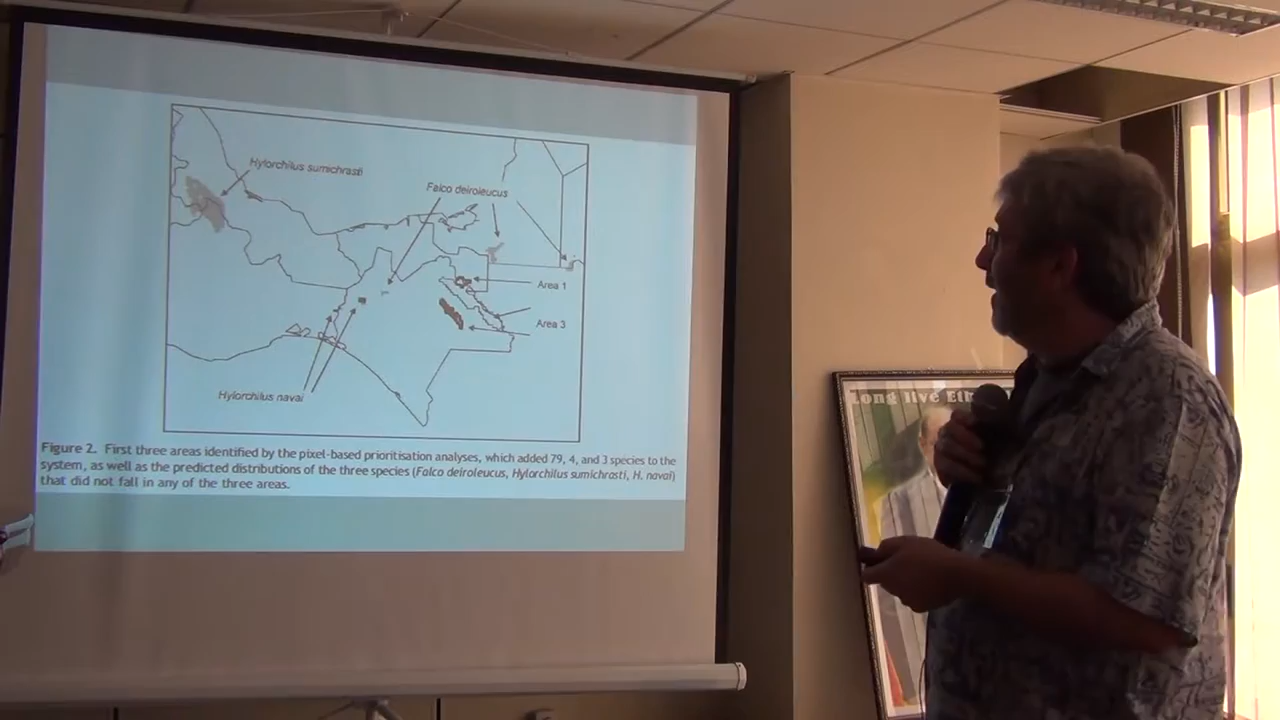 Hylorchilus sumichrasti
Falco deiroleucus
Area 1
Area 3
Hylorchilus navai
Figure 2. First three areas identified by the pixel-based prioritisation analyses, which added 79, 4, and 3 species to the
system, as well as the predicted distributions of the three species (Falco deiroleucus, Hylorchilus sumichrasti, H. navai)
that did not fall in any of the three areas.
Long live